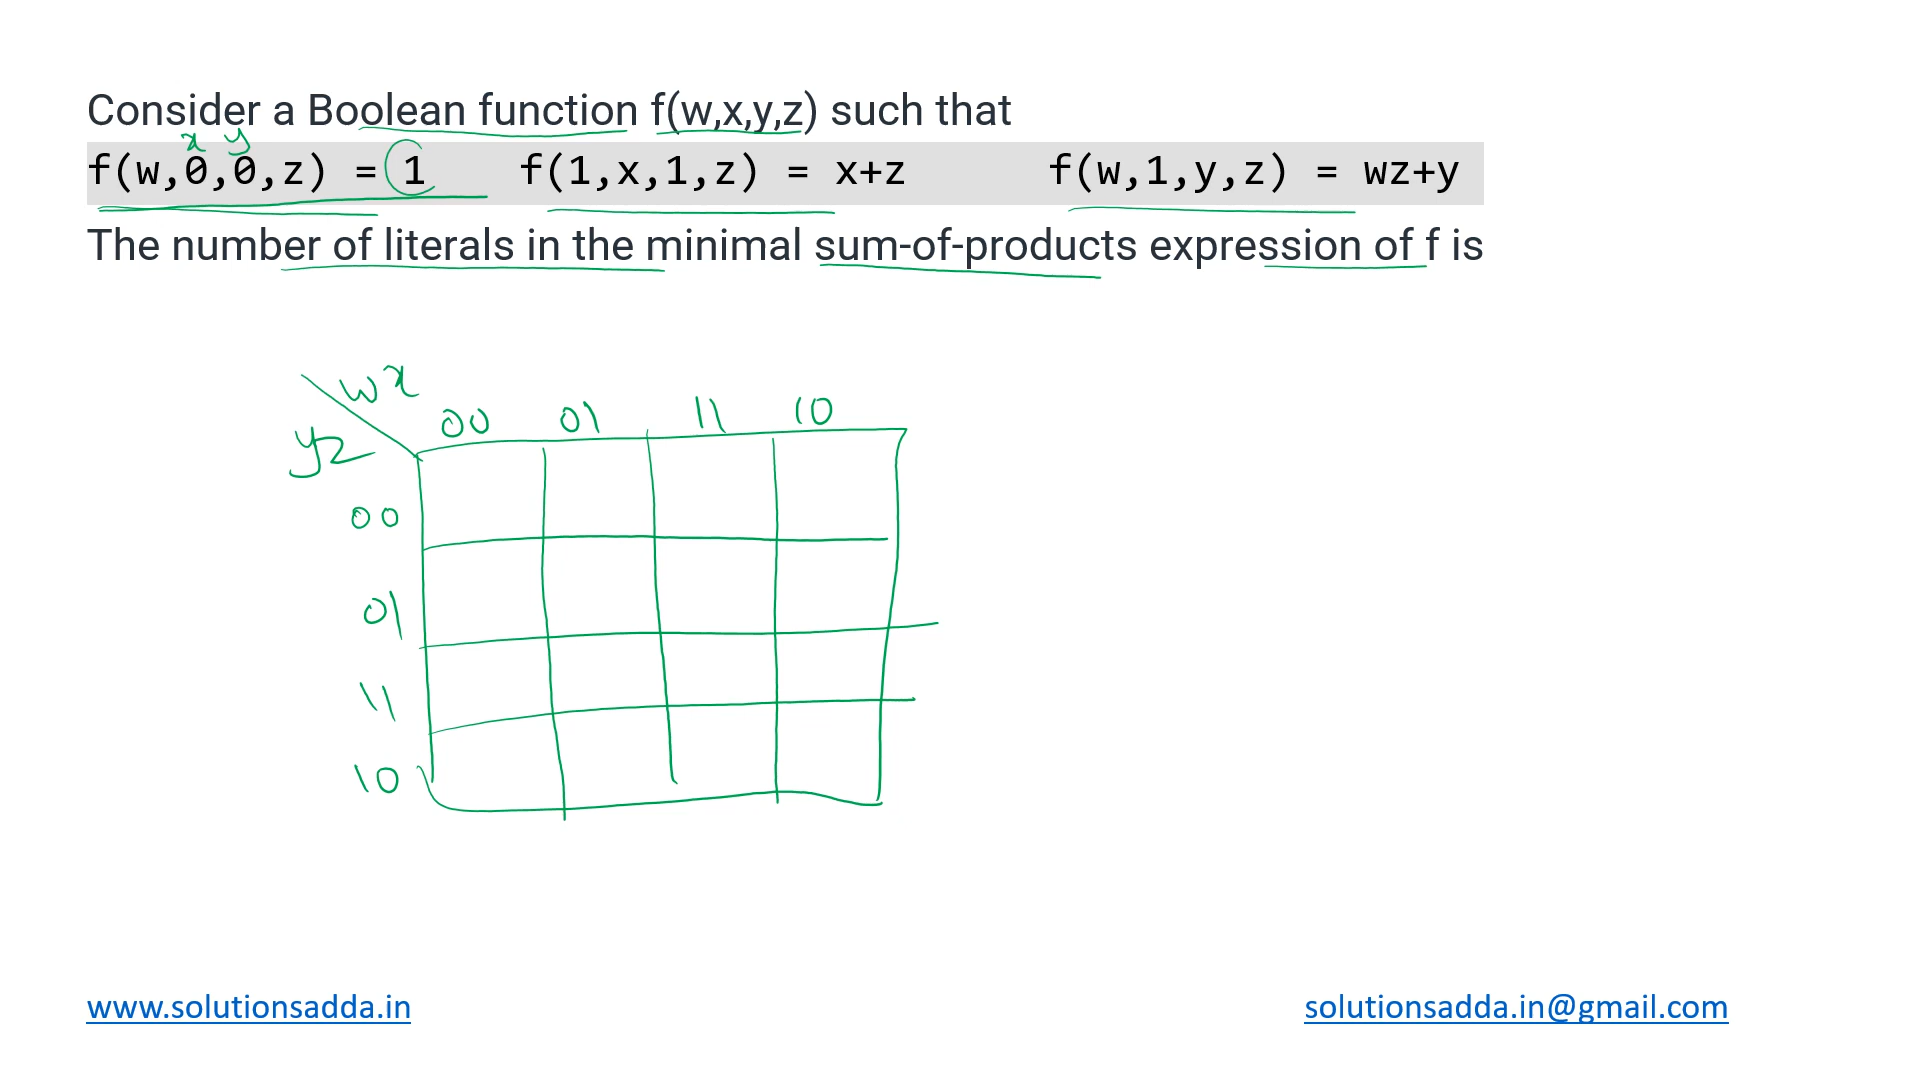 Consider a Boolean function f(w,x,y,z) such that
x y
f(w,0,0,z) = 1 f(1,x,1,z) = x+z f(w,1,y,z) = wz+y
The number of literals in the minimal sum-of-products expression of f is
wx
yz
00 01 11 10
00
01
11
10
www.solutionsadda.in solutionsadda.in@gmail.com